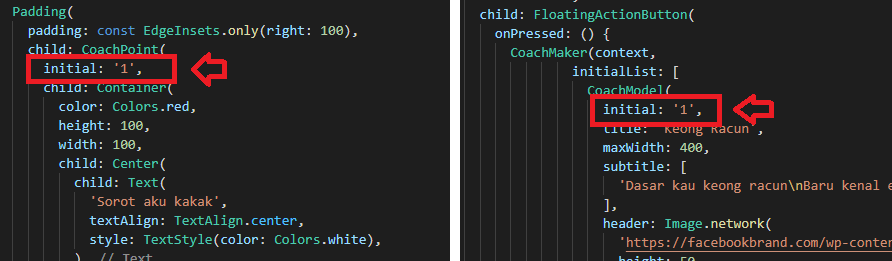 Padding(
padding: const EdgeInsets.only(right: 100),
child: CoachPoint(
initial: '1',
child: Container(
color: Colors.red,
height: 100,
width: 100,
child: Center(
child: Text(
'Sorot aku kakak',
textAlign: TextAlign.center,
style: TextStyle(color: Colors.white),
), // Text
child: FloatingActionButton(
onPressed: () {
CoachMaker(context,
initialList: [
CoachModel(
initial: '1',
title: 'Keong Racun',
maxWidth: 400,
subtitle: [
'Dasar kau keong racun\nBaru kenal e
],
header: Image.network(
'https://facebookbrand.com/wp-conten
height: 50